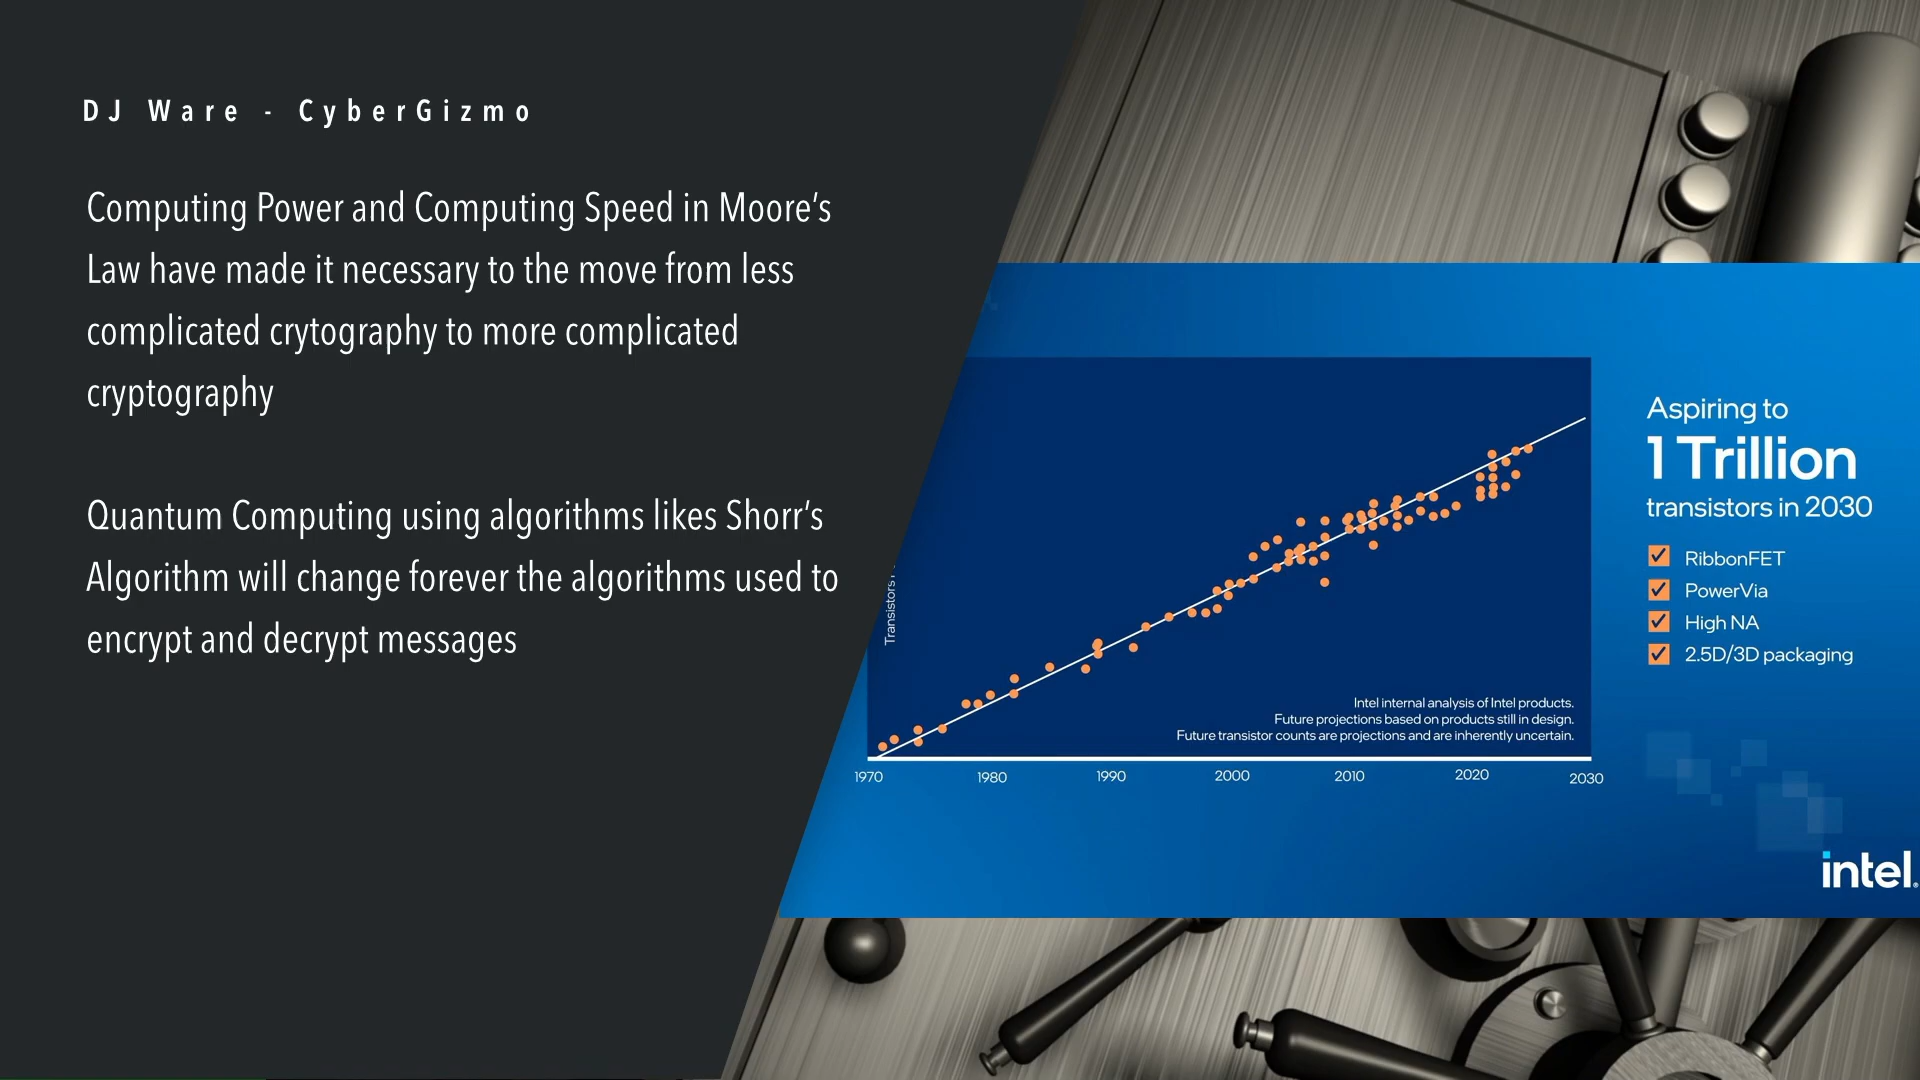 DJ Ware - CyberGizmo
Computing Power and Computing Speed in Moore's
Law have made it necessary to the move from less
complicated crytography to more complicated
cryptography
Quantum Computing using algorithms likes Shorr's
Algorithm will change forever the algorithms used to
encrypt and decrypt messages
Transistors
Intel internal analysis of Intel products.
Future projections based on products still in design.
Future transistor counts are projections and are inherently uncertain.
1970 1980 1990 2000 2010 2020 2030
Aspiring to
1 Trillion
transistors in 2030
RibbonFET
PowerVia
High NA
2.5D/3D packaging
intel.